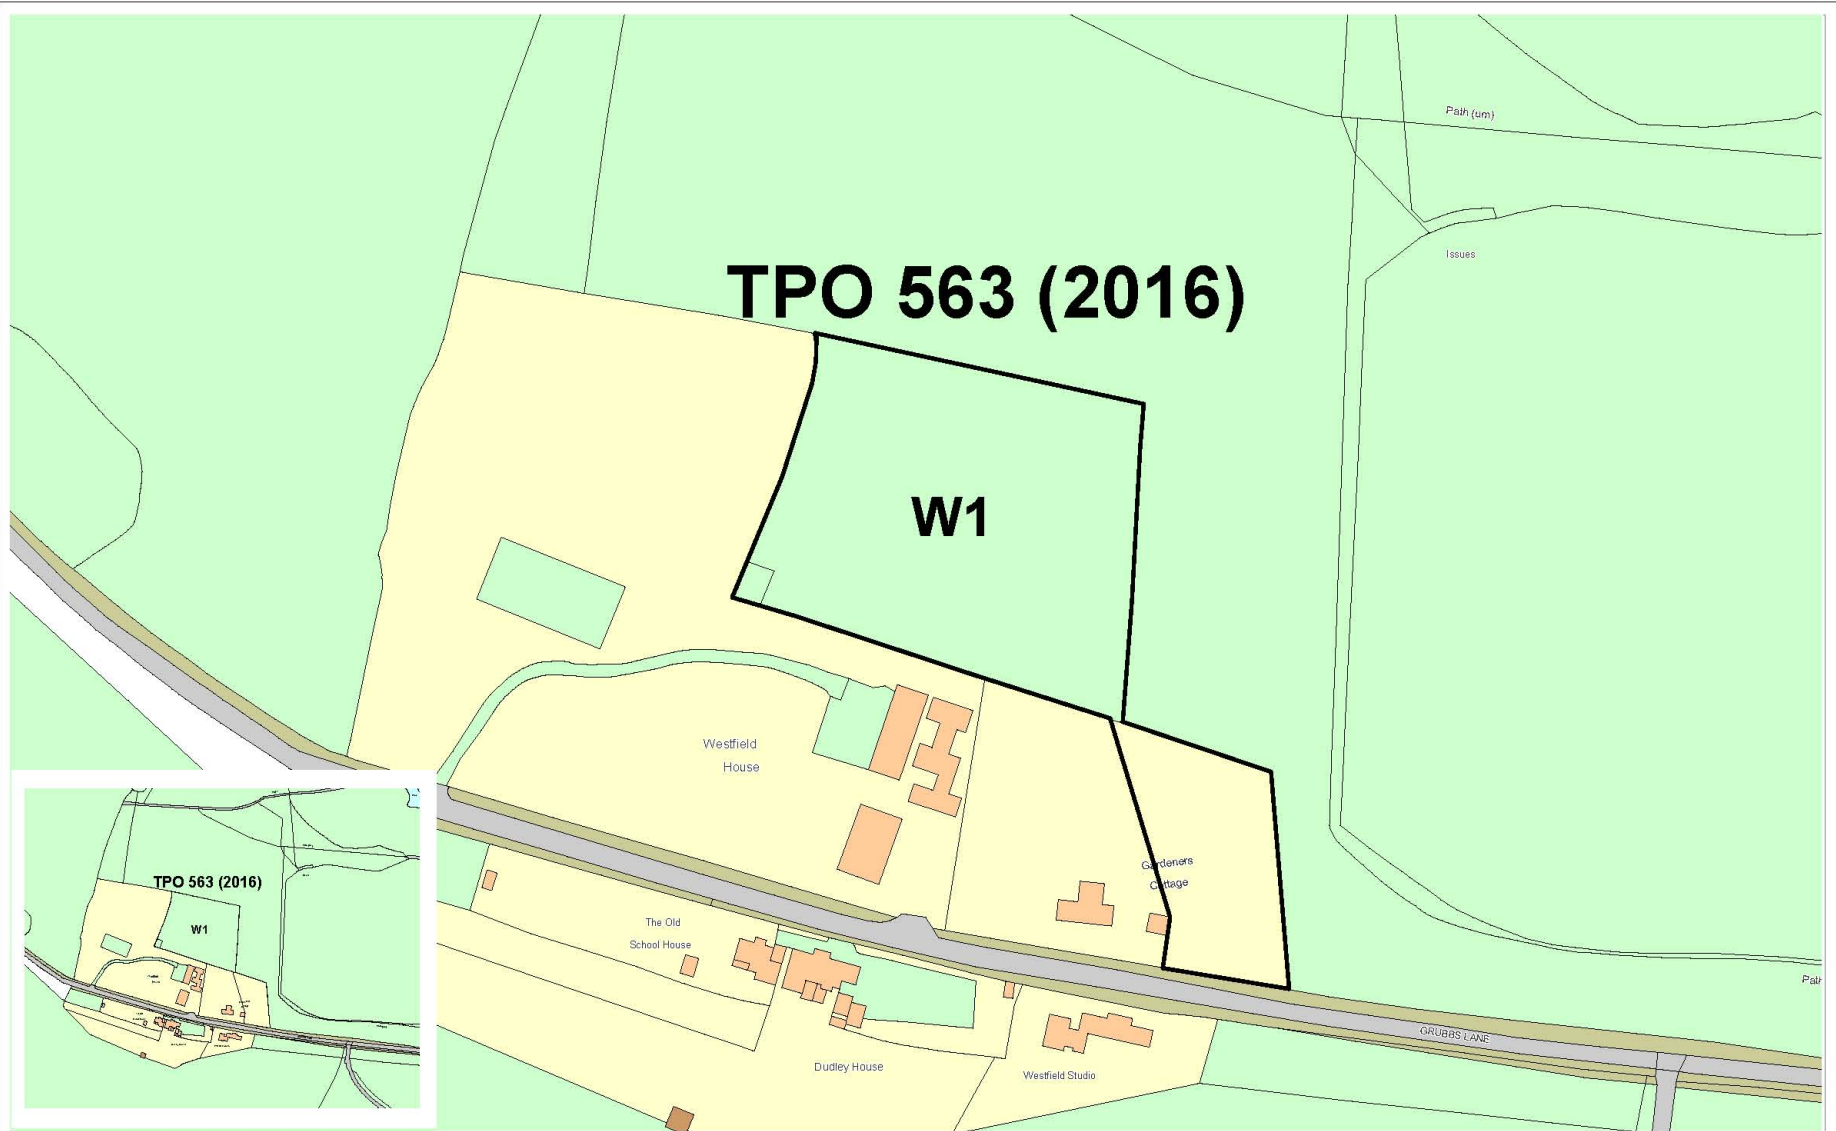 Path (um)
Issues
TPO 563 (2016)
W1
Westfield
House
Gardeners
Cottage
TPO 563 (2016)
W1
The Old
School House
Path
GRUBBS LANE
Dudley House
Westfield Studio